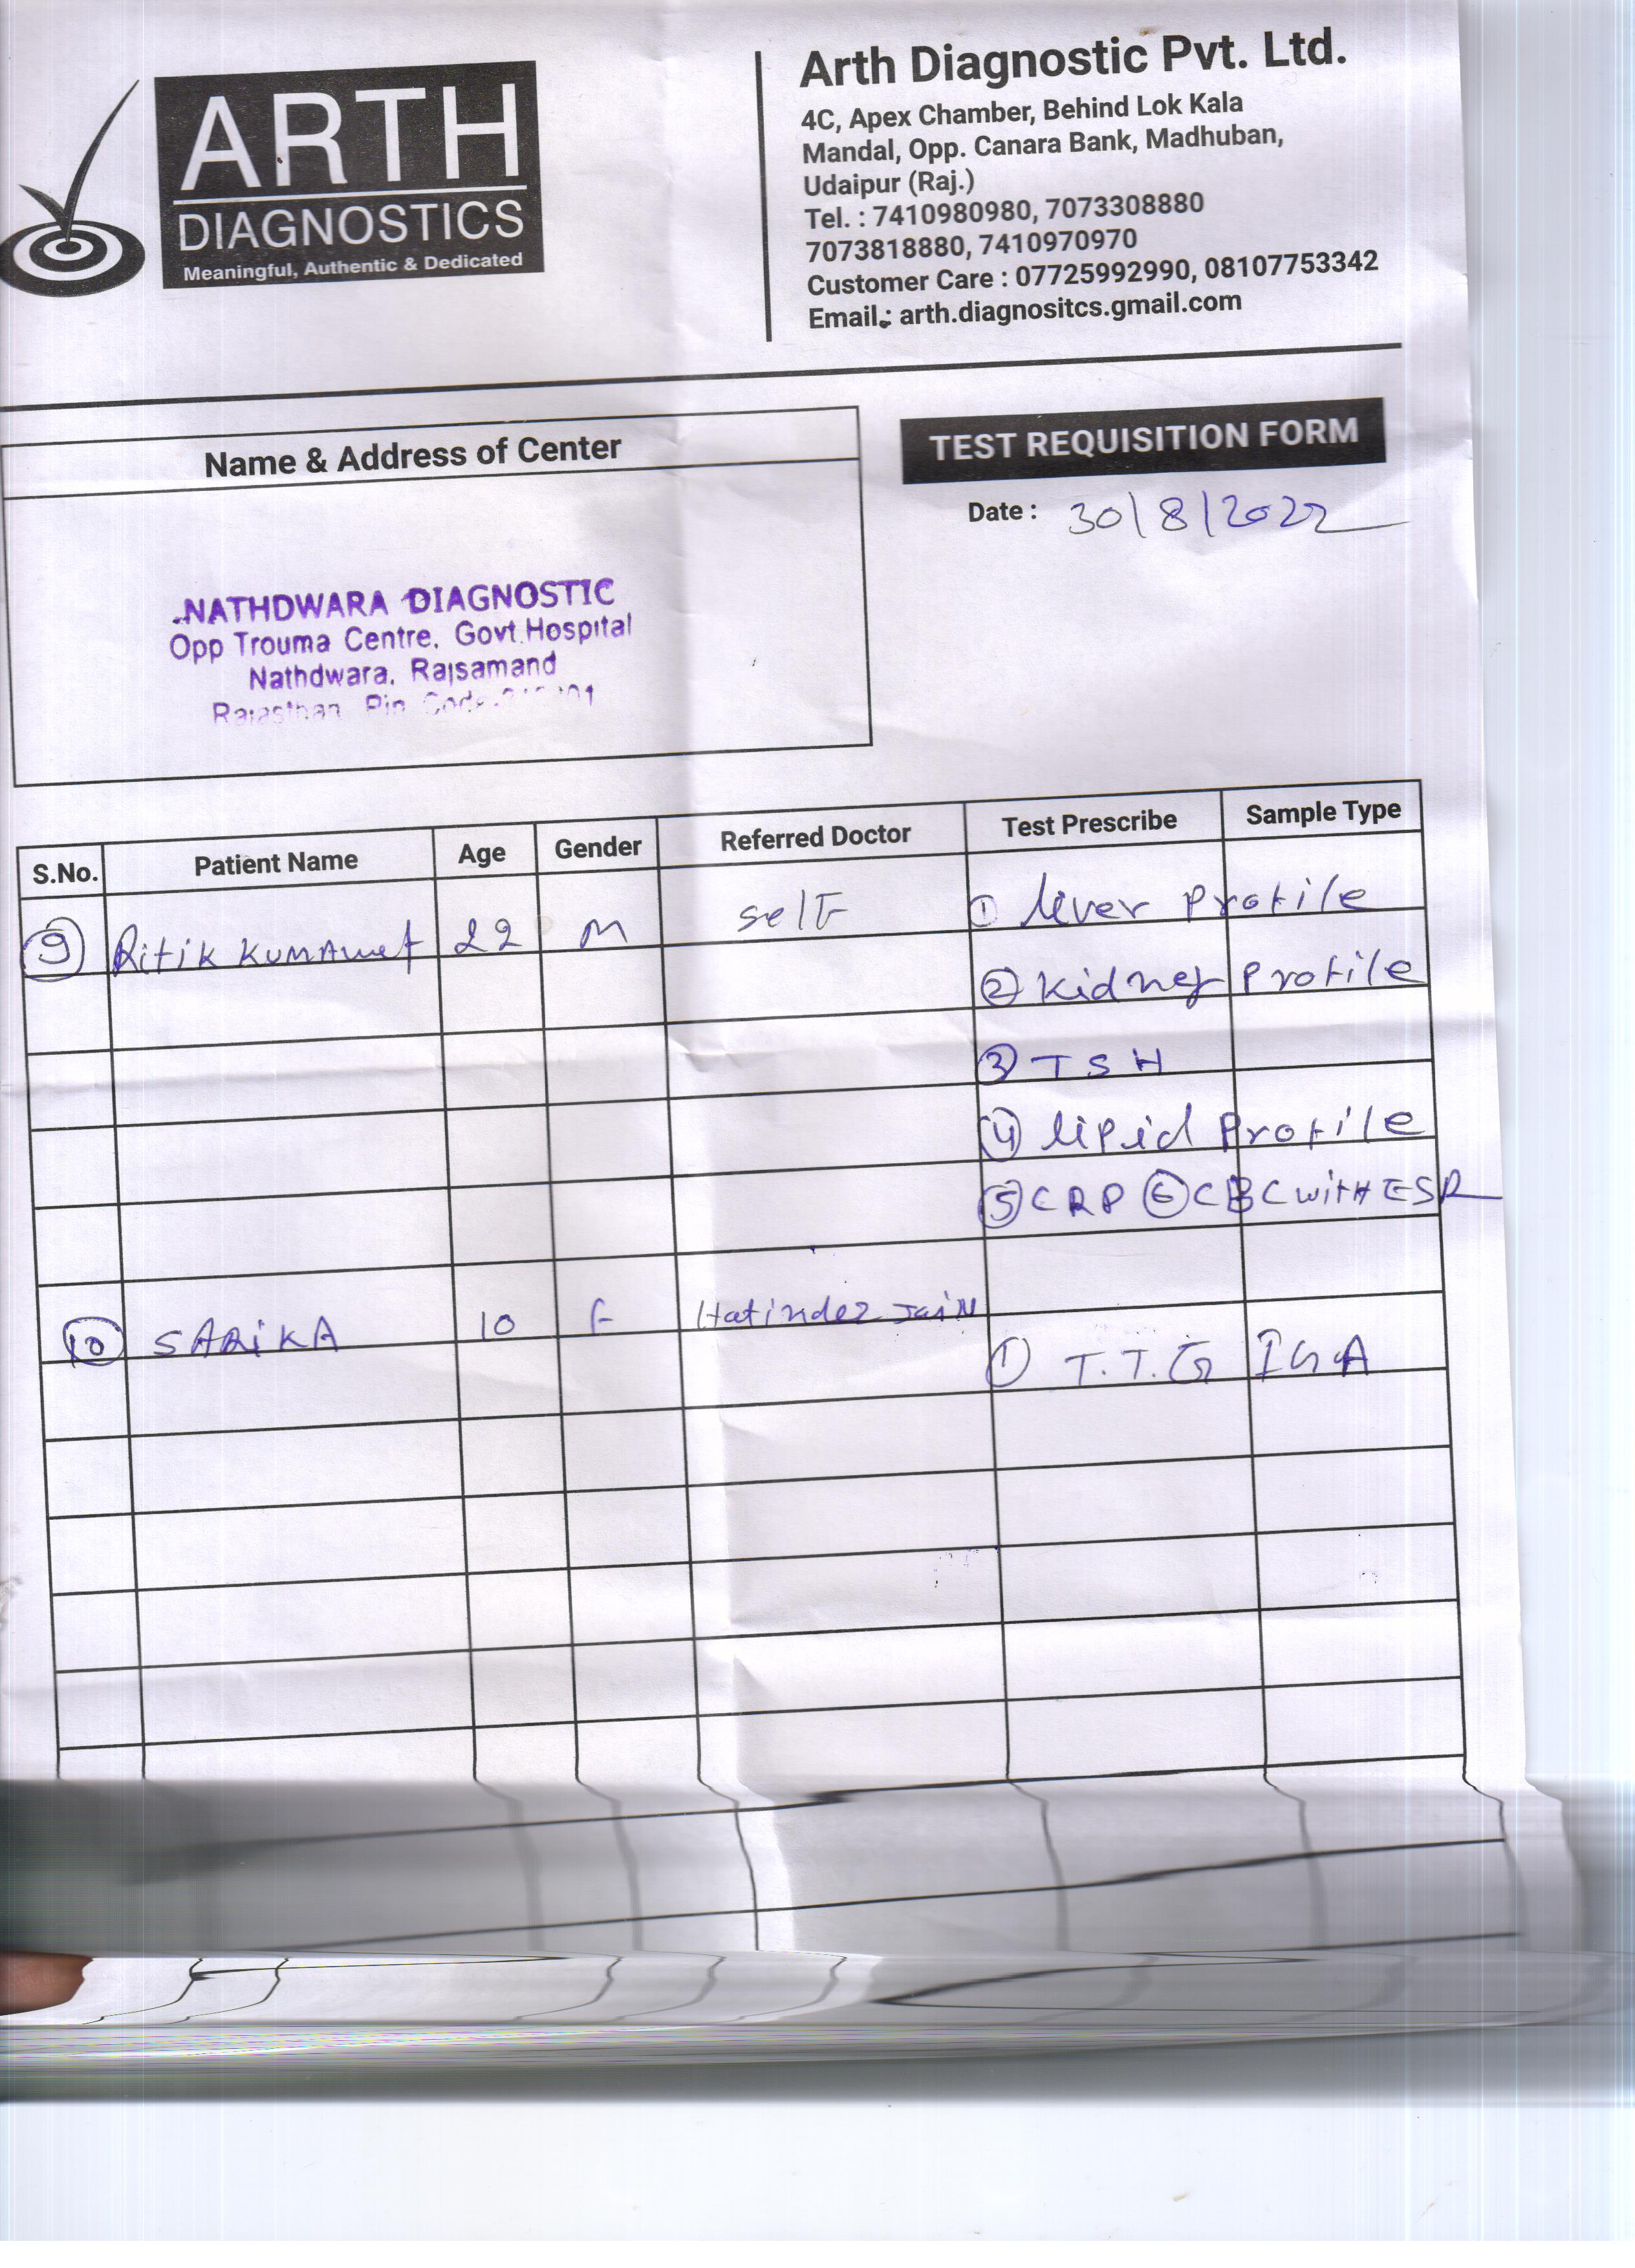 ARTH
DIAGNOSTICS
Meaningful, Authentic & Dedicated
Arth Diagnostic Pvt. Ltd.
4C, Apex Chamber, Behind Lok Kala
Mandal, Opp. Canara Bank, Madhuban,
Udaipur (Raj.)
Tel. : 7410980980, 7073308880
7073818880, 7410970970
Customer Care : 07725992990, 08107753342
Email.: arth.diagnositcs.gmail.com
Name & Address of Center
TEST REQUISITION FORM
Date : 30/8/2022
NATHDWARA DIAGNOSTIC
Opp Trouma Centre, Govt.Hospital
Nathdwara, Rajsamand
Rajasthan Pin Code
S.No. Patient Name Age Gender Referred Doctor Test Prescribe Sample Type
9 Ritik Kumawat 22 M self 1 liver Profile
2 Kidney Profile
3 TSH
4 lipid Profile
5 CRP 6 CBC with ESR
10 SARIKA 10 F Jain
1 T.T.G IGA